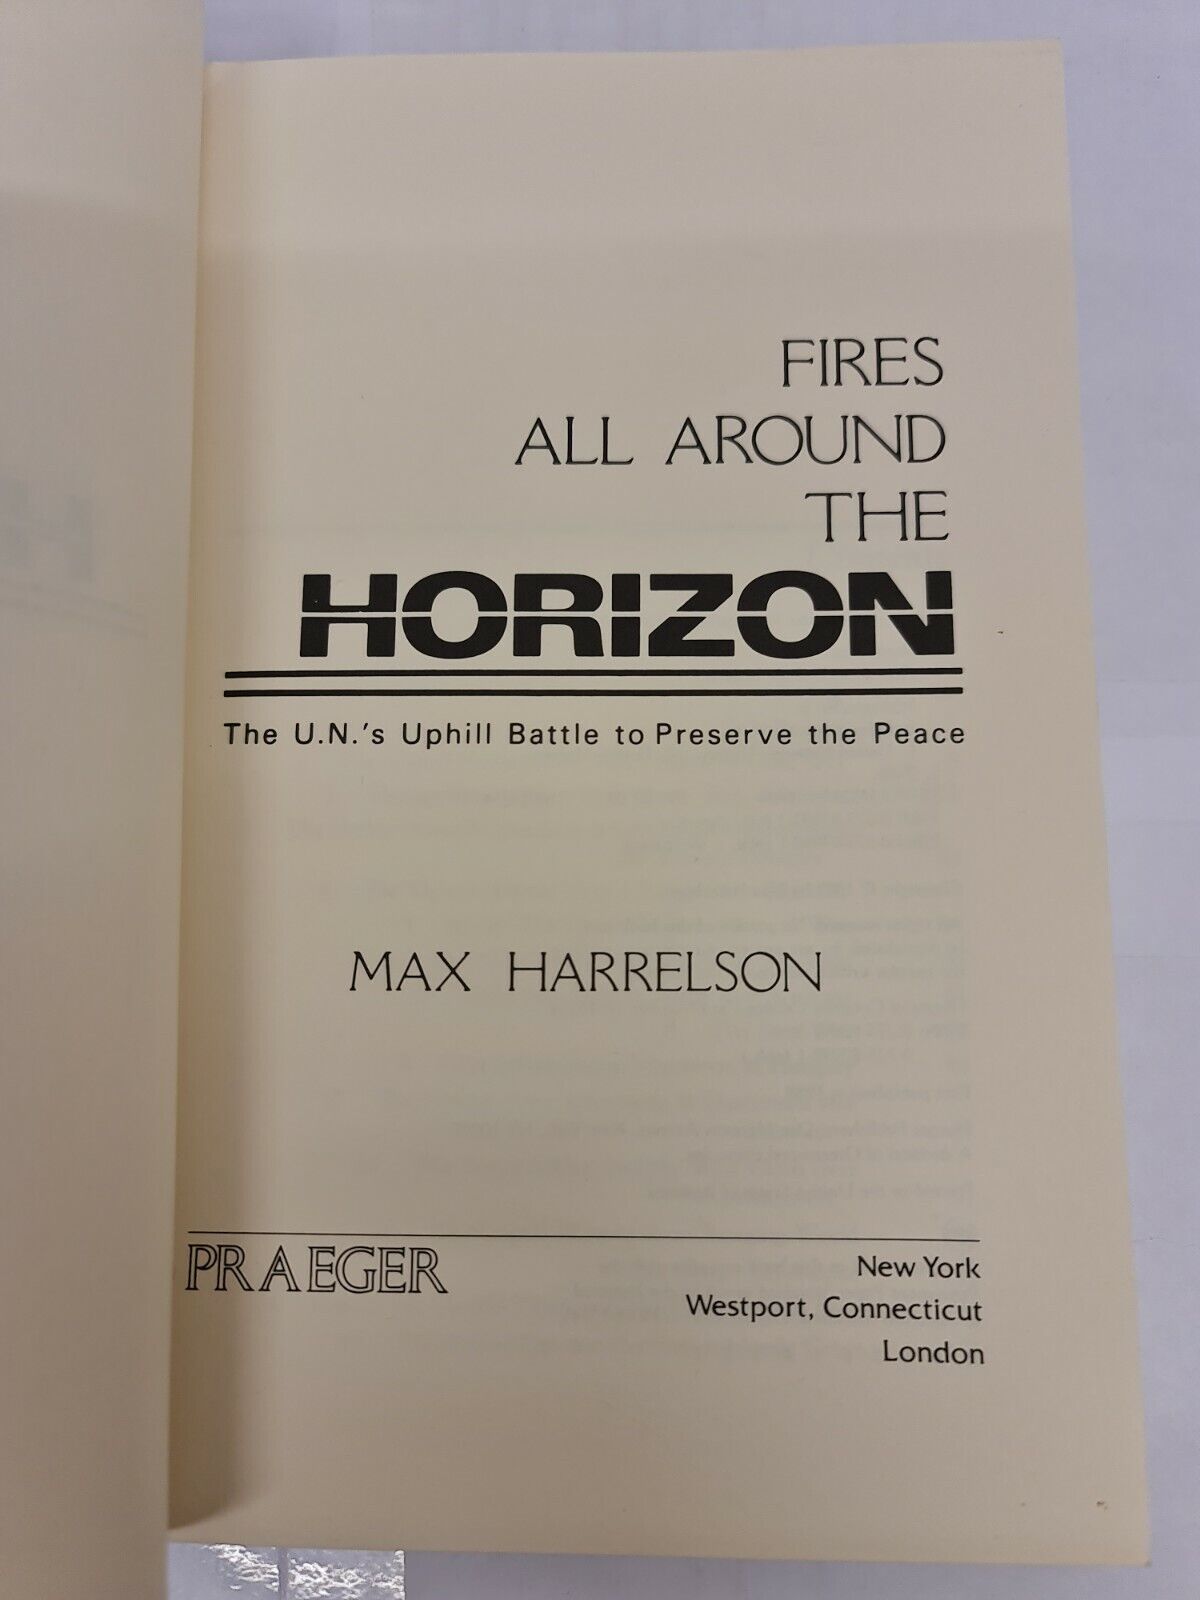 FIRES
ALL AROUND
THE
HORIZON
The U.N.'s Uphill Battle to Preserve the Peace
MAX HARRELSON
PRAEGER
New York
Westport, Connecticut
London